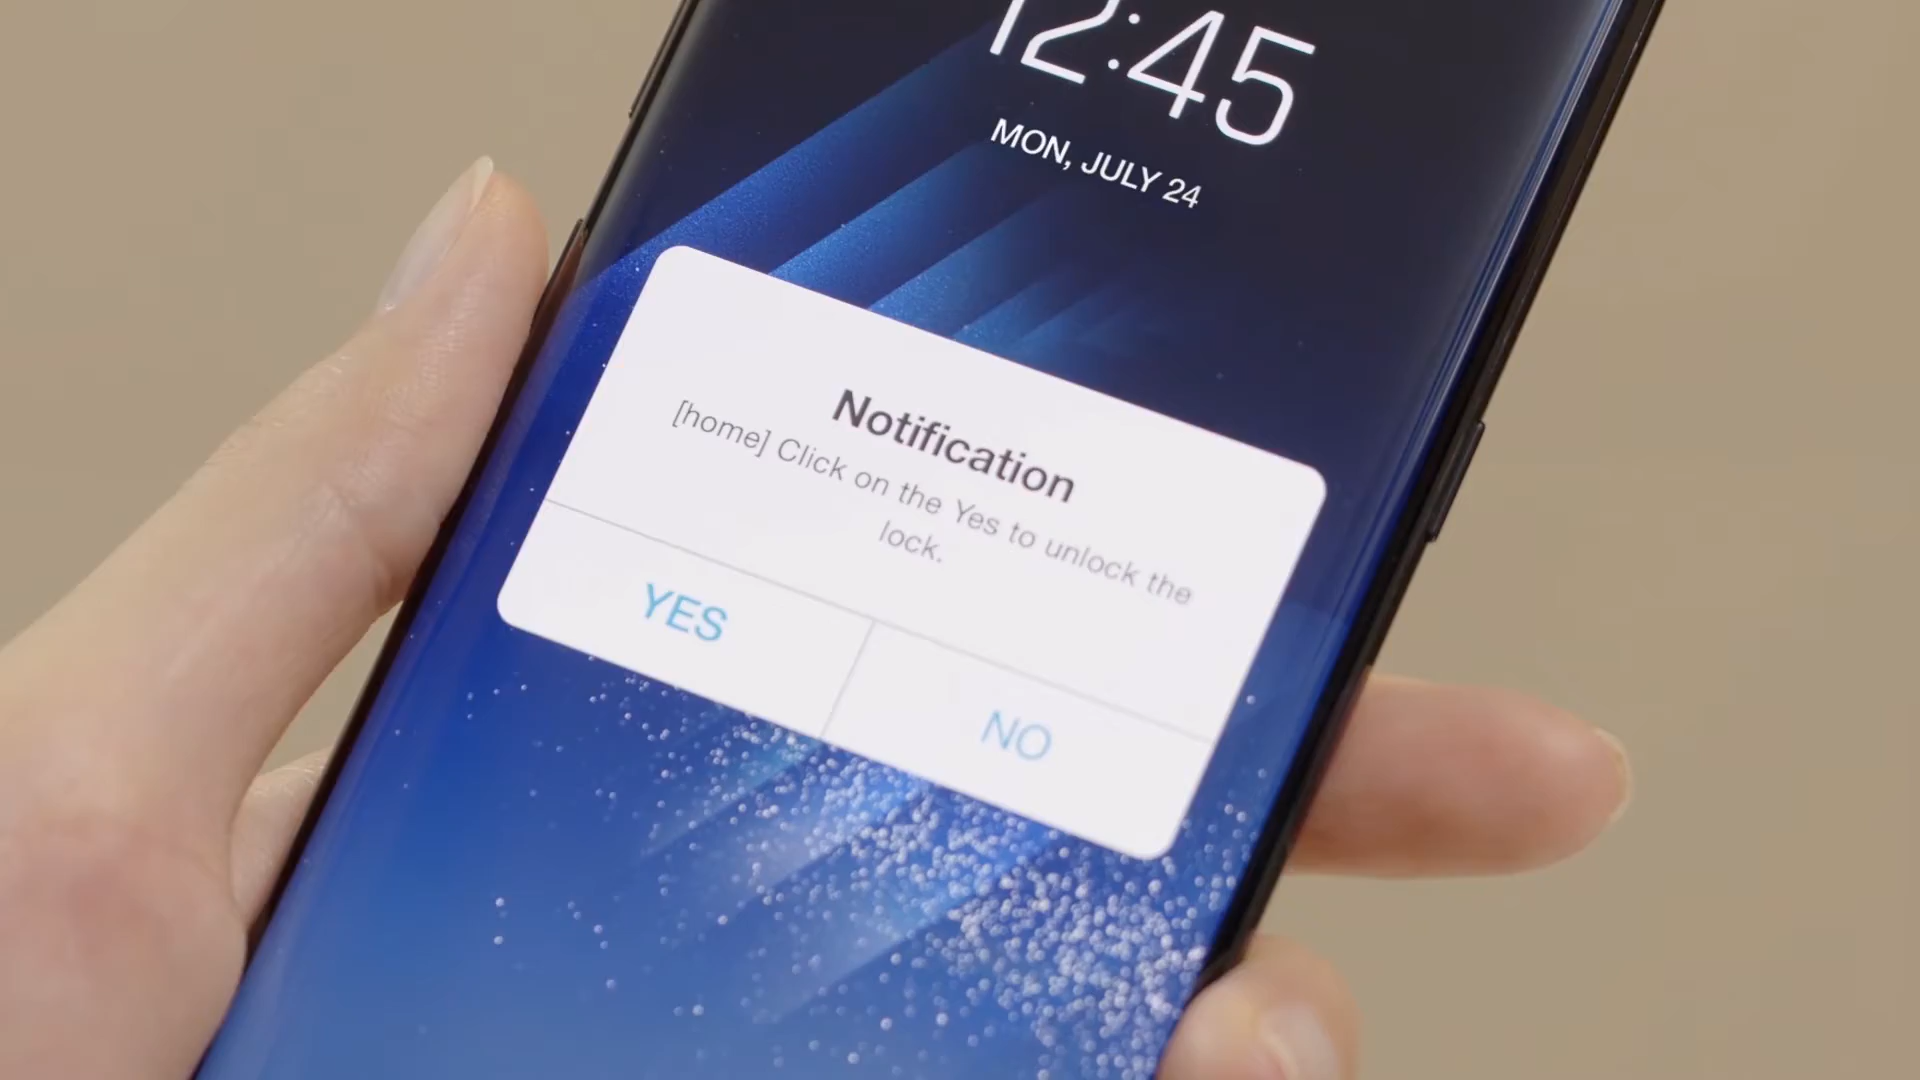 12:45
MON, JULY 24
Notification
[home] Click on the Yes to unlock the
lock.
YES
NO